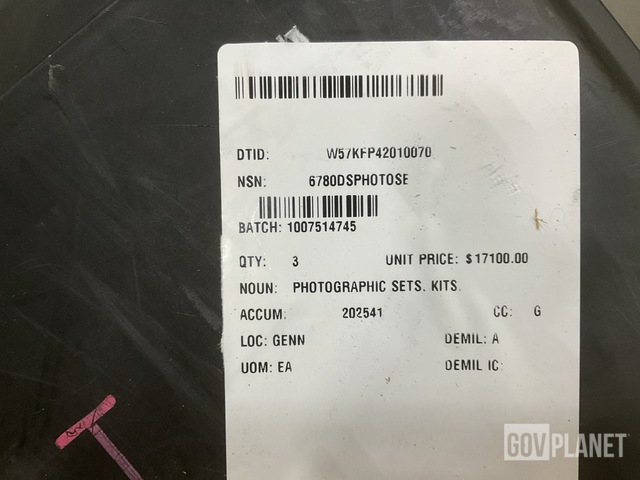 DTID: W57KFP42010070
NSN: 6780DSPHOTOSE
BATCH: 1007514745
QTY: 3 UNIT PRICE: $17100.00
NOUN: PHOTOGRAPHIC SETS. KITS.
ACCUM: 202541 CC: G
LOC: GENN DEMIL: A
UOM: EA DEMIL IC:
GOVPLANET